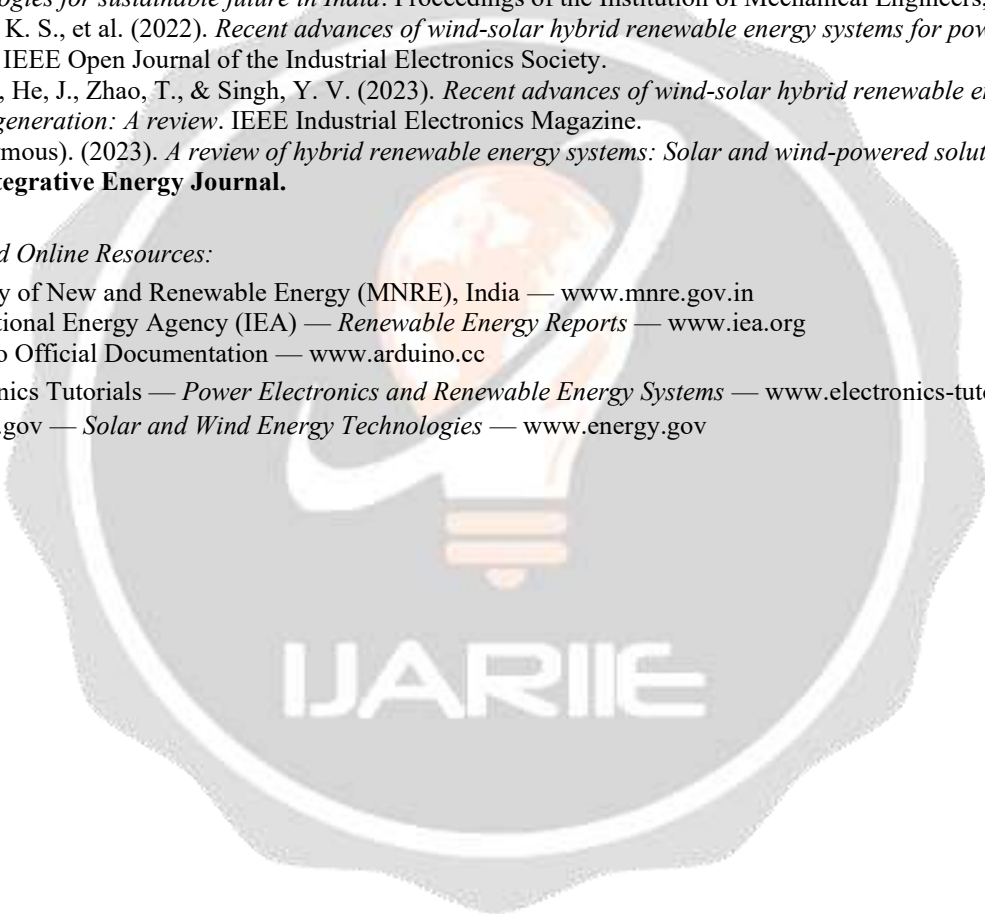 ogies for sustainable future in India. Proceedings of the Institution of Mechanical Engineers,
K. S., et al. (2022). Recent advances of wind-solar hybrid renewable energy systems for pow
IEEE Open Journal of the Industrial Electronics Society.
, He, J., Zhao, T., & Singh, Y. V. (2023). Recent advances of wind-solar hybrid renewable e
generation: A review. IEEE Industrial Electronics Magazine.
mous). (2023). A review of hybrid renewable energy systems: Solar and wind-powered solut
tegrative Energy Journal.
d Online Resources:
y of New and Renewable Energy (MNRE), India — www.mnre.gov.in
tional Energy Agency (IEA) — Renewable Energy Reports — www.iea.org
o Official Documentation — www.arduino.cc
nics Tutorials — Power Electronics and Renewable Energy Systems — www.electronics-tut
.gov — Solar and Wind Energy Technologies — www.energy.gov
IJARIIE